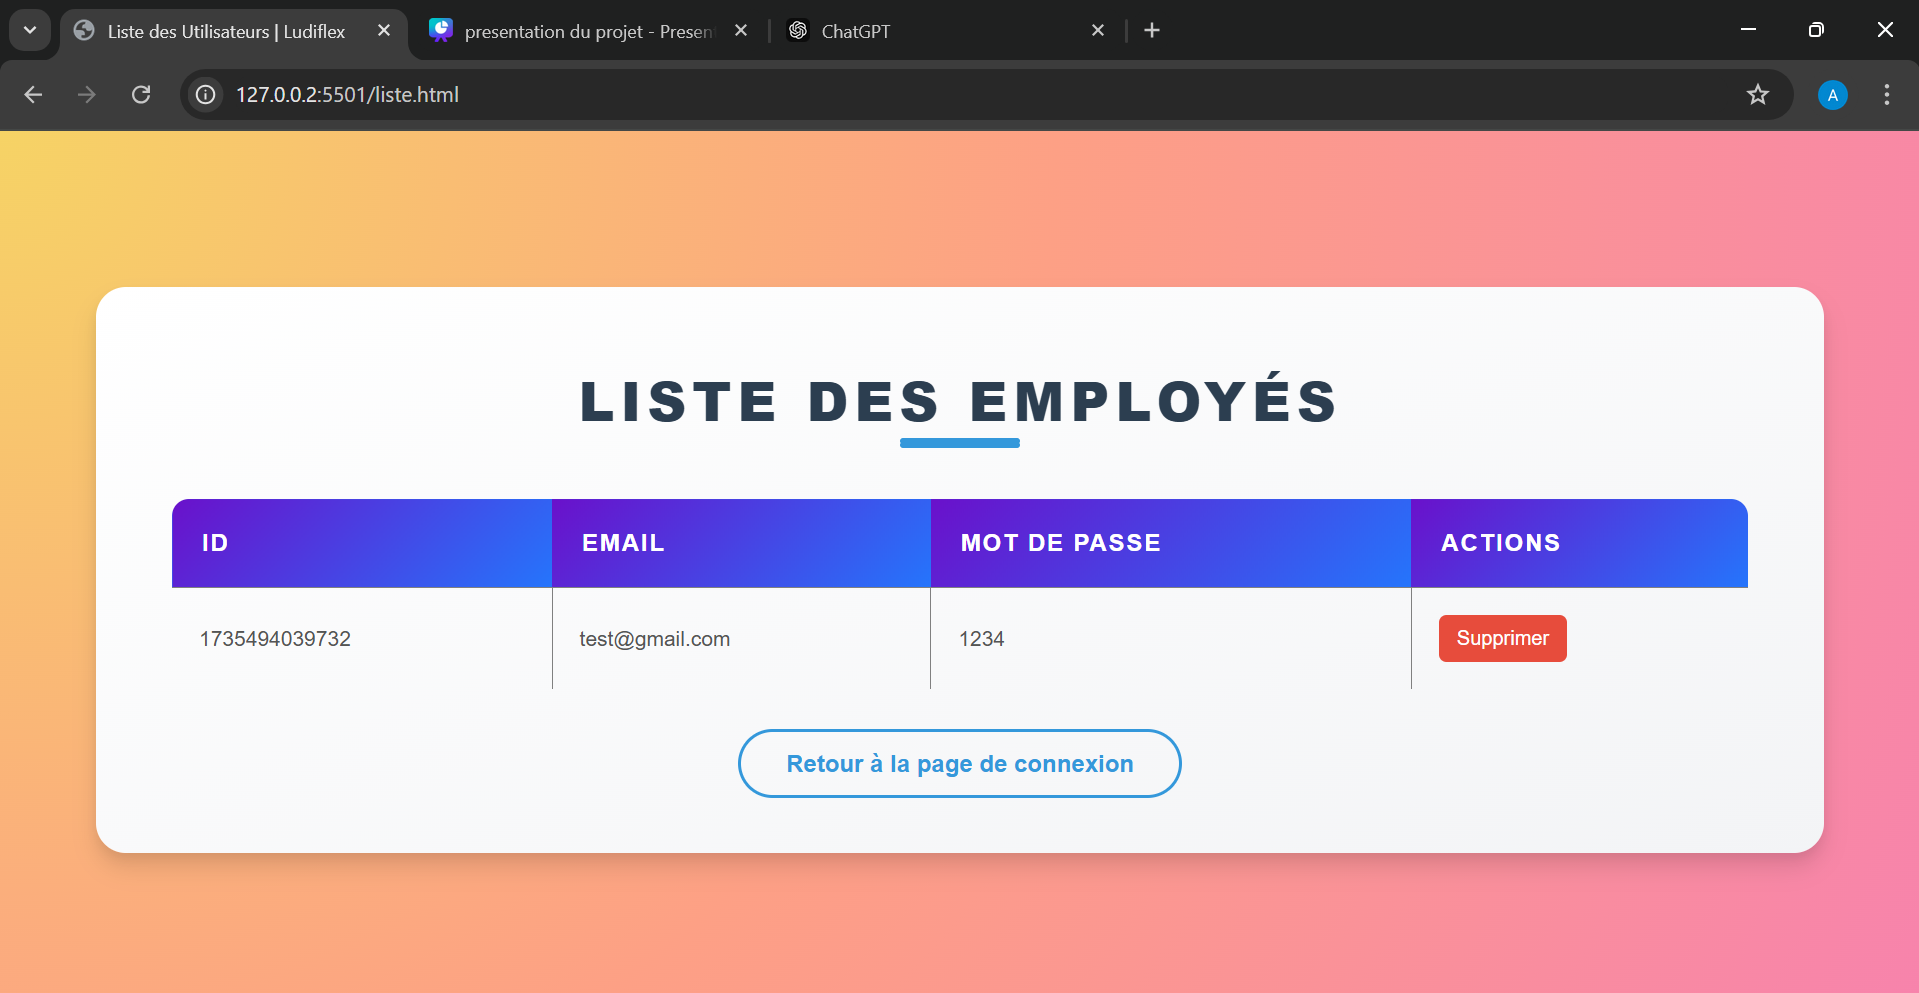 Liste des Utilisateurs | Ludiflex
presentation du projet - Presen
ChatGPT
127.0.0.2:5501/liste.html
A
LISTE DES EMPLOYÉS
ID EMAIL MOT DE PASSE ACTIONS
1735494039732 test@gmail.com 1234 Supprimer
Retour à la page de connexion